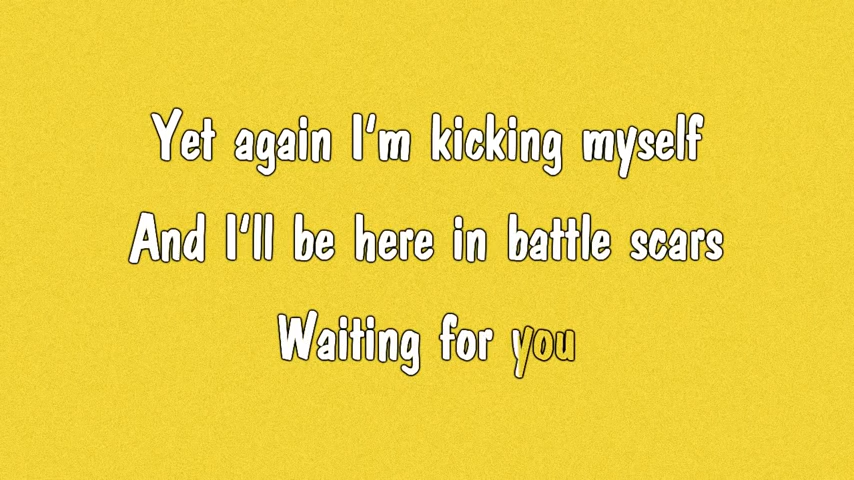 Yet again I'm kicking myself
And I'll be here in battle scars
Waiting for you